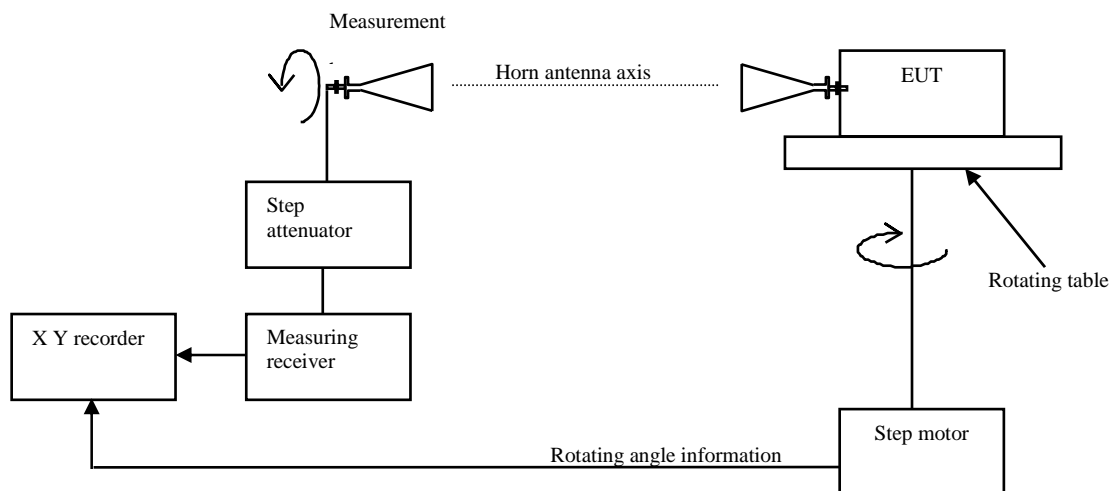 Measurement
Horn antenna axis
EUT
Step
attenuator
Rotating table
X Y recorder
Measuring
receiver
Step motor
Rotating angle information